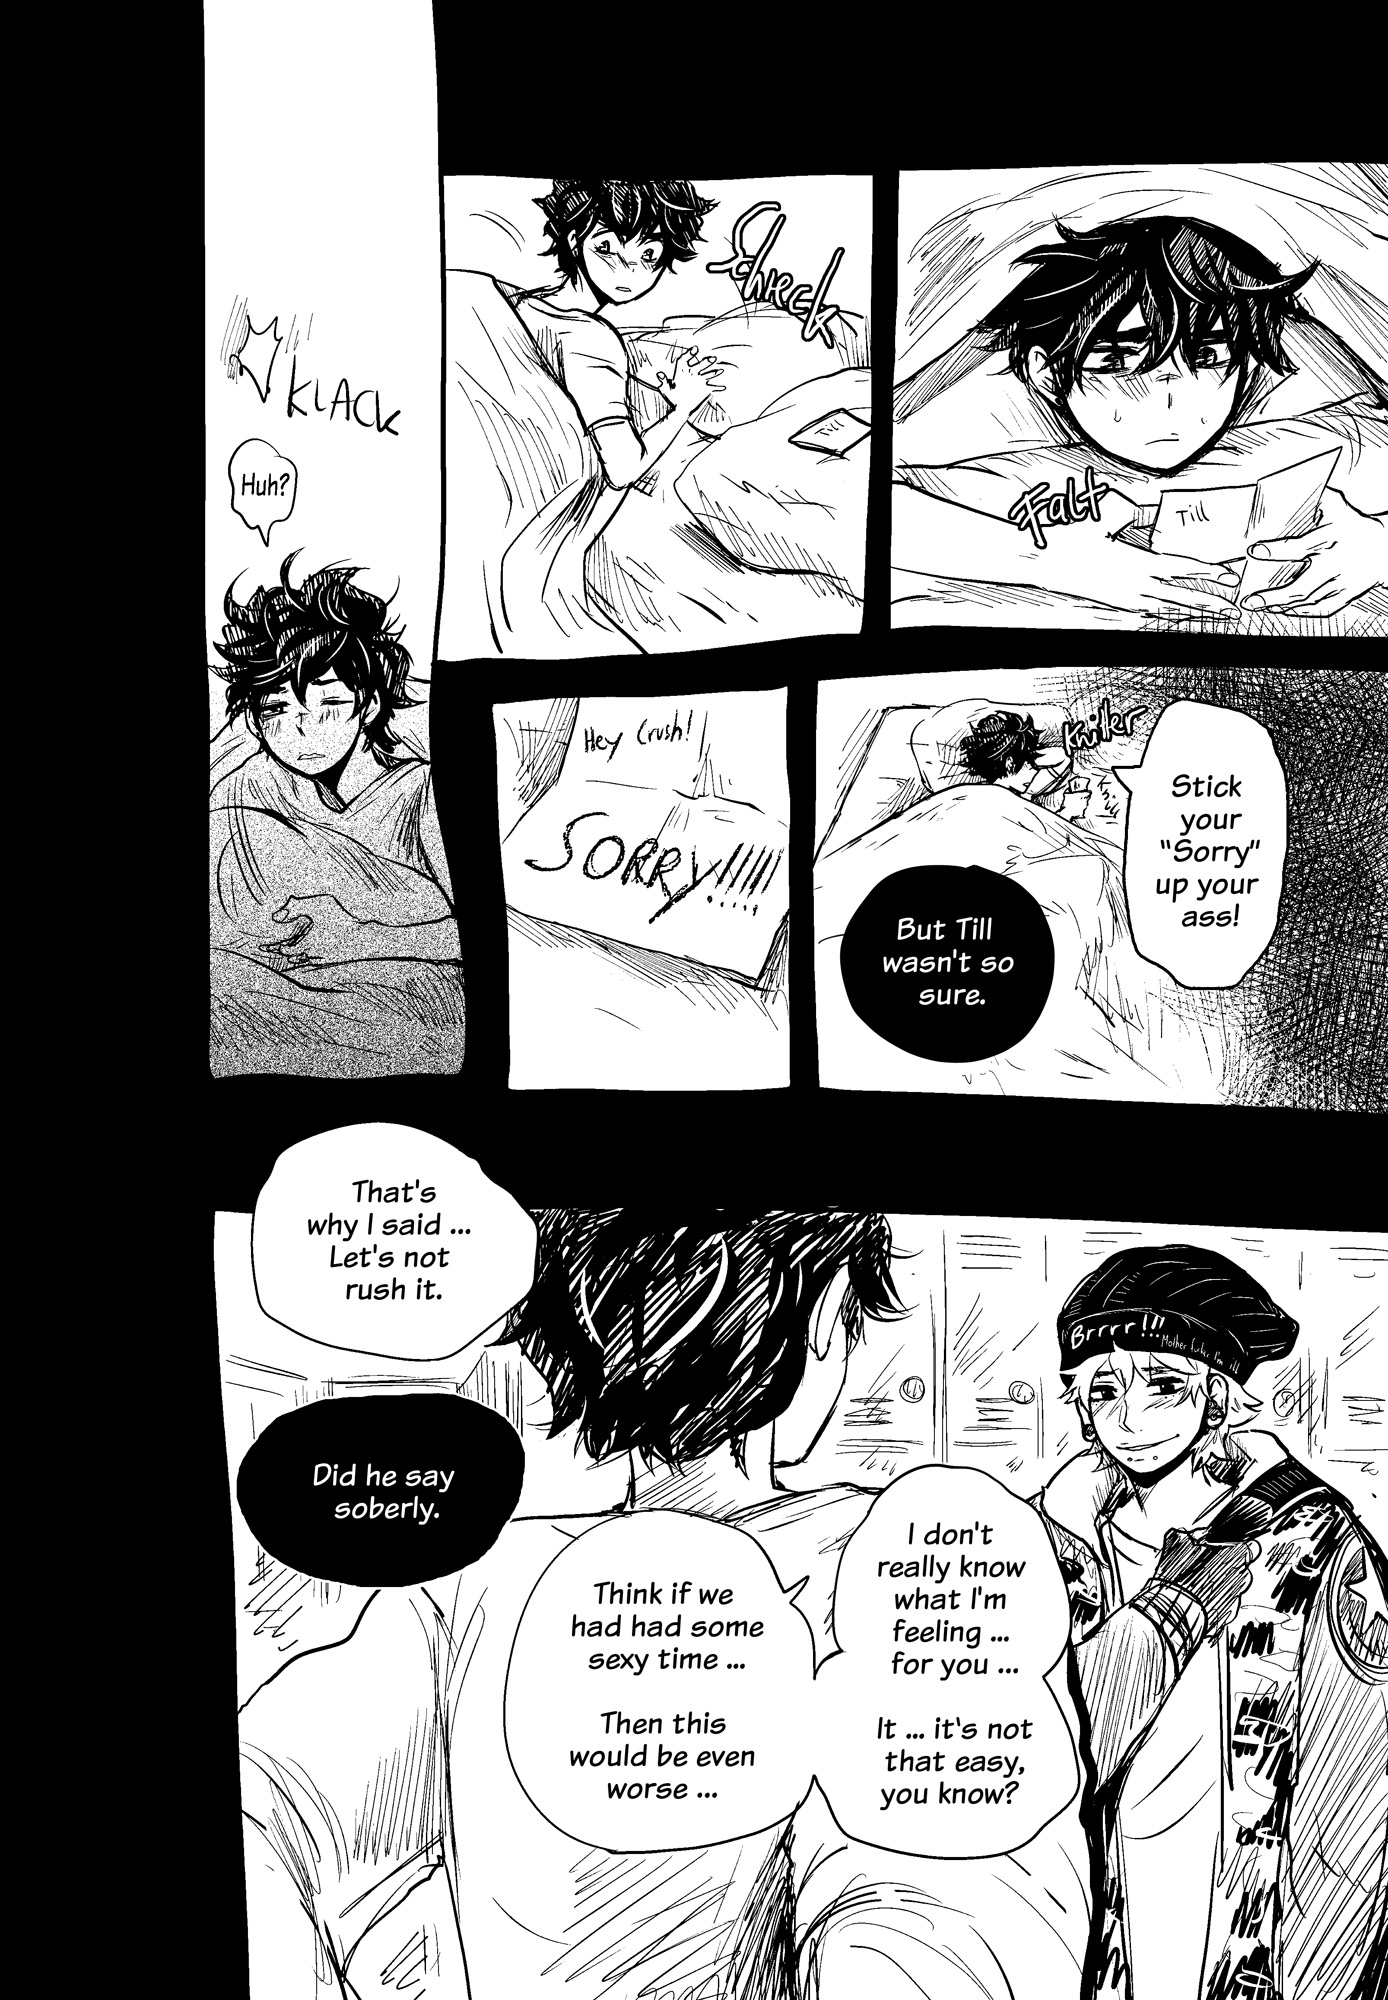 KLACK
Huh?
Schreck
Till
Falt
Till
Hey Crush!
SORRY!!!!!
Knüller
Stick
your
"Sorry"
up your
ass!
But Till
wasn't so
sure.
That's
why I said ...
Let's not
rush it.
Did he say
soberly.
Brrrr!!!
Think if we
had had some
sexy time ...
Then this
would be even
worse ...
I don't
really know
what I'm
feeling ...
for you ...
It ... it's not
that easy,
you know?